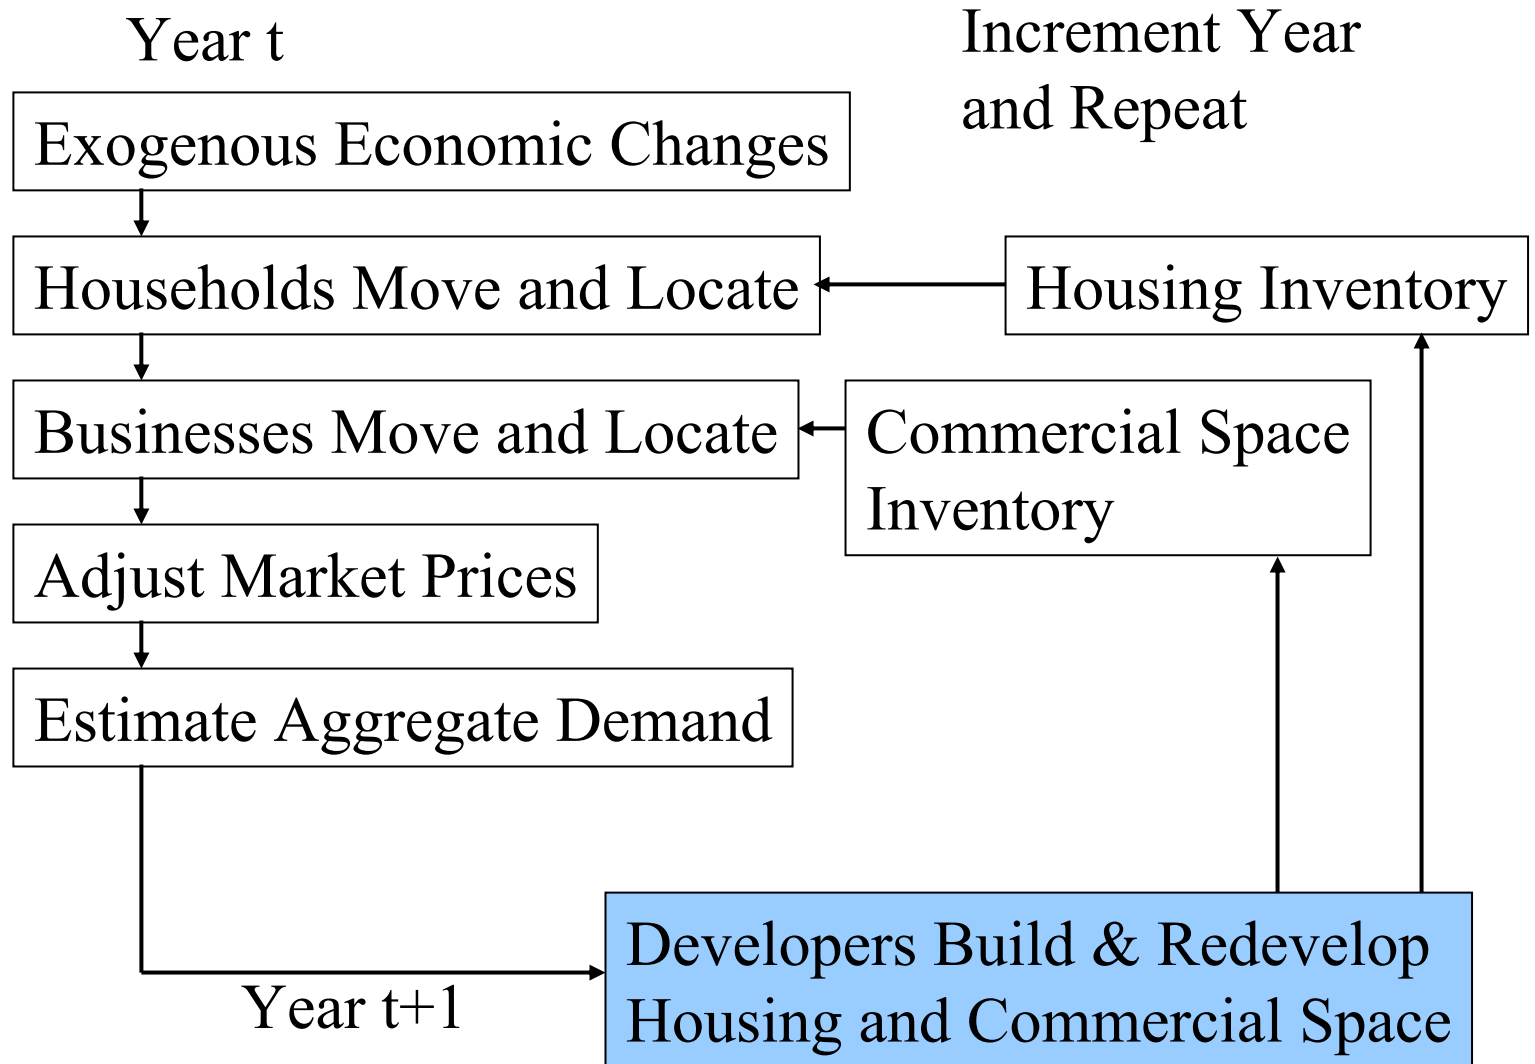 Year t
Increment Year
and Repeat
Exogenous Economic Changes
Households Move and Locate
Housing Inventory
Businesses Move and Locate
Commercial Space
Inventory
Adjust Market Prices
Estimate Aggregate Demand
Developers Build & Redevelop
Housing and Commercial Space
Year t+1